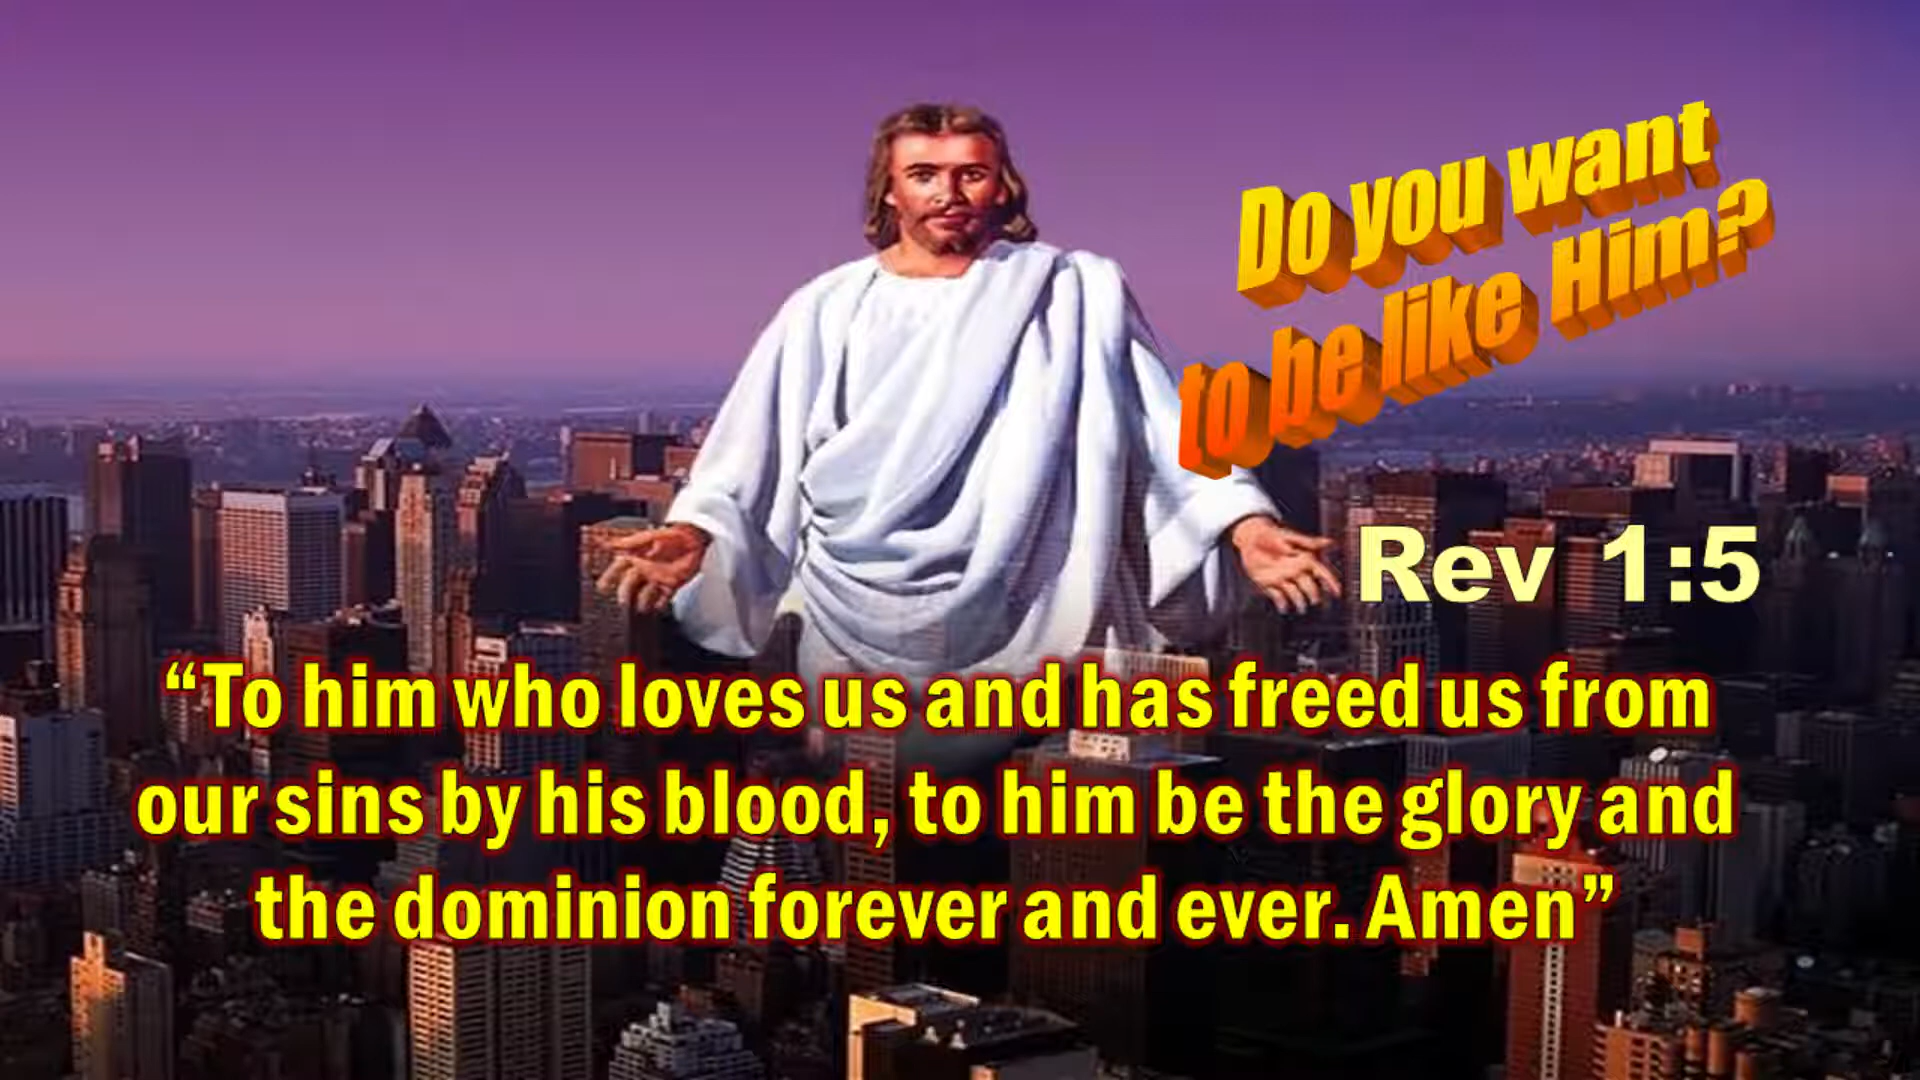 Do you want
to be like Him?
Rev 1:5
“To him who loves us and has freed us from
our sins by his blood, to him be the glory and
the dominion forever and ever. Amen”